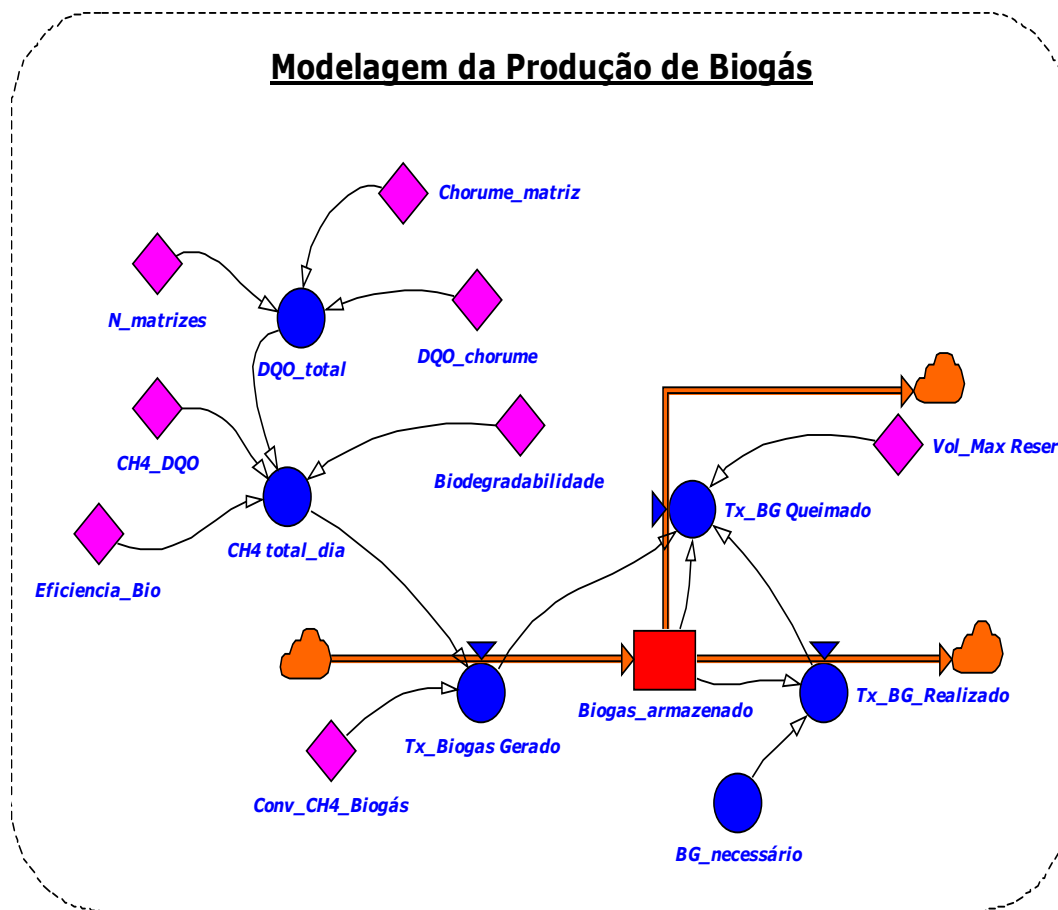 Modelagem da Produção de Biogás
Chorume_matriz
N_matrizes
DQO_total
DQO_chorume
CH4_DQO
Biodegradabilidade
Vol_Max Reser
Tx_BG Queimado
CH4 total_dia
Eficiencia_Bio
Biogas_armazenado
Tx_BG_Realizado
Tx_Biogas Gerado
Conv_CH4_Biogás
BG_necessário